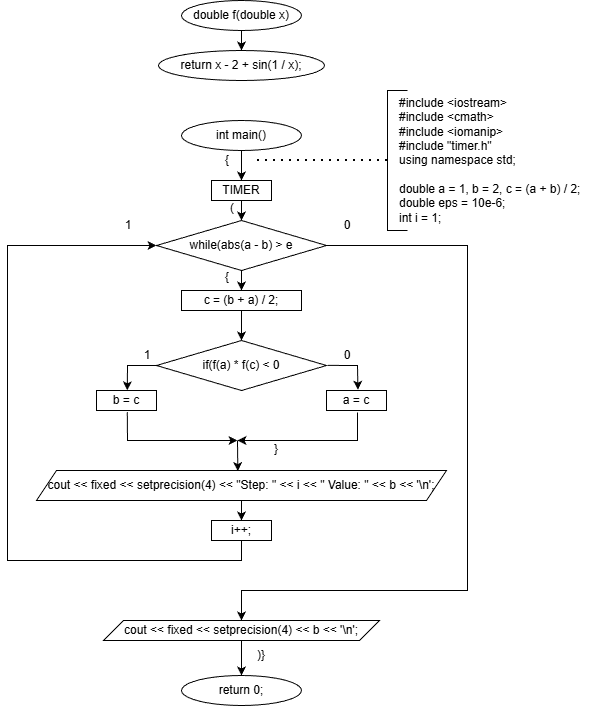 double f(double x)
return x - 2 + sin(1 / x);
int main()
{
#include <iostream>
#include <cmath>
#include <iomanip>
#include "timer.h"
using namespace std;
double a = 1, b = 2, c = (a + b) / 2;
double eps = 10e-6;
int i = 1;
TIMER
(
1
while(abs(a - b) > e
0
{
c = (b + a) / 2;
1
if(f(a) * f(c) < 0
0
b = c
a = c
}
cout << fixed << setprecision(4) << "Step: " << i << " Value: " << b << '\n';
i++;
cout << fixed << setprecision(4) << b << '\n';
)}
return 0;